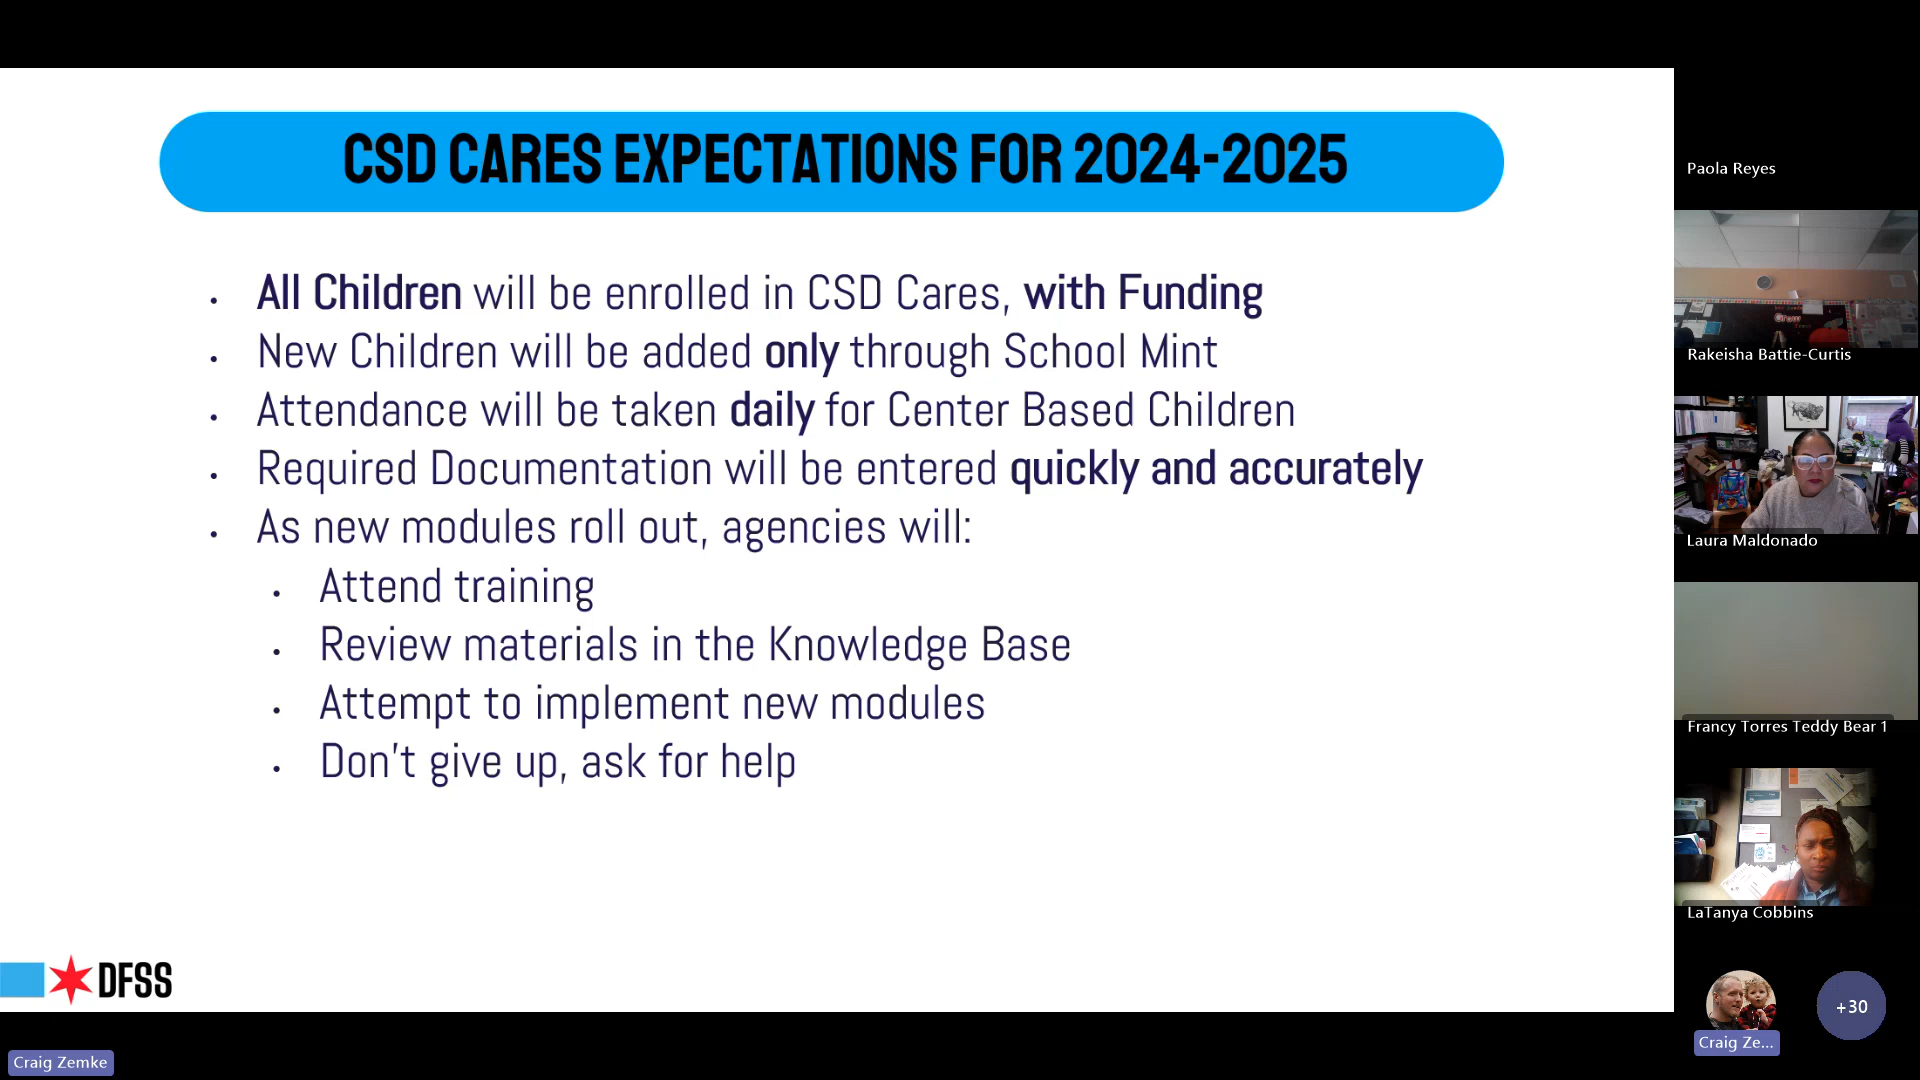 CSD CARES EXPECTATIONS FOR 2024-2025
• All Children will be enrolled in CSD Cares, with Funding
• New Children will be added only through School Mint
• Attendance will be taken daily for Center Based Children
• Required Documentation will be entered quickly and accurately
• As new modules roll out, agencies will:
• Attend training
• Review materials in the Knowledge Base
• Attempt to implement new modules
• Don't give up, ask for help
DFSS
Craig Zemke
Paola Reyes
Rakeisha Battie-Curtis
Laura Maldonado
Francy Torres Teddy Bear 1
LaTanya Cobbins
Craig Ze...
+30